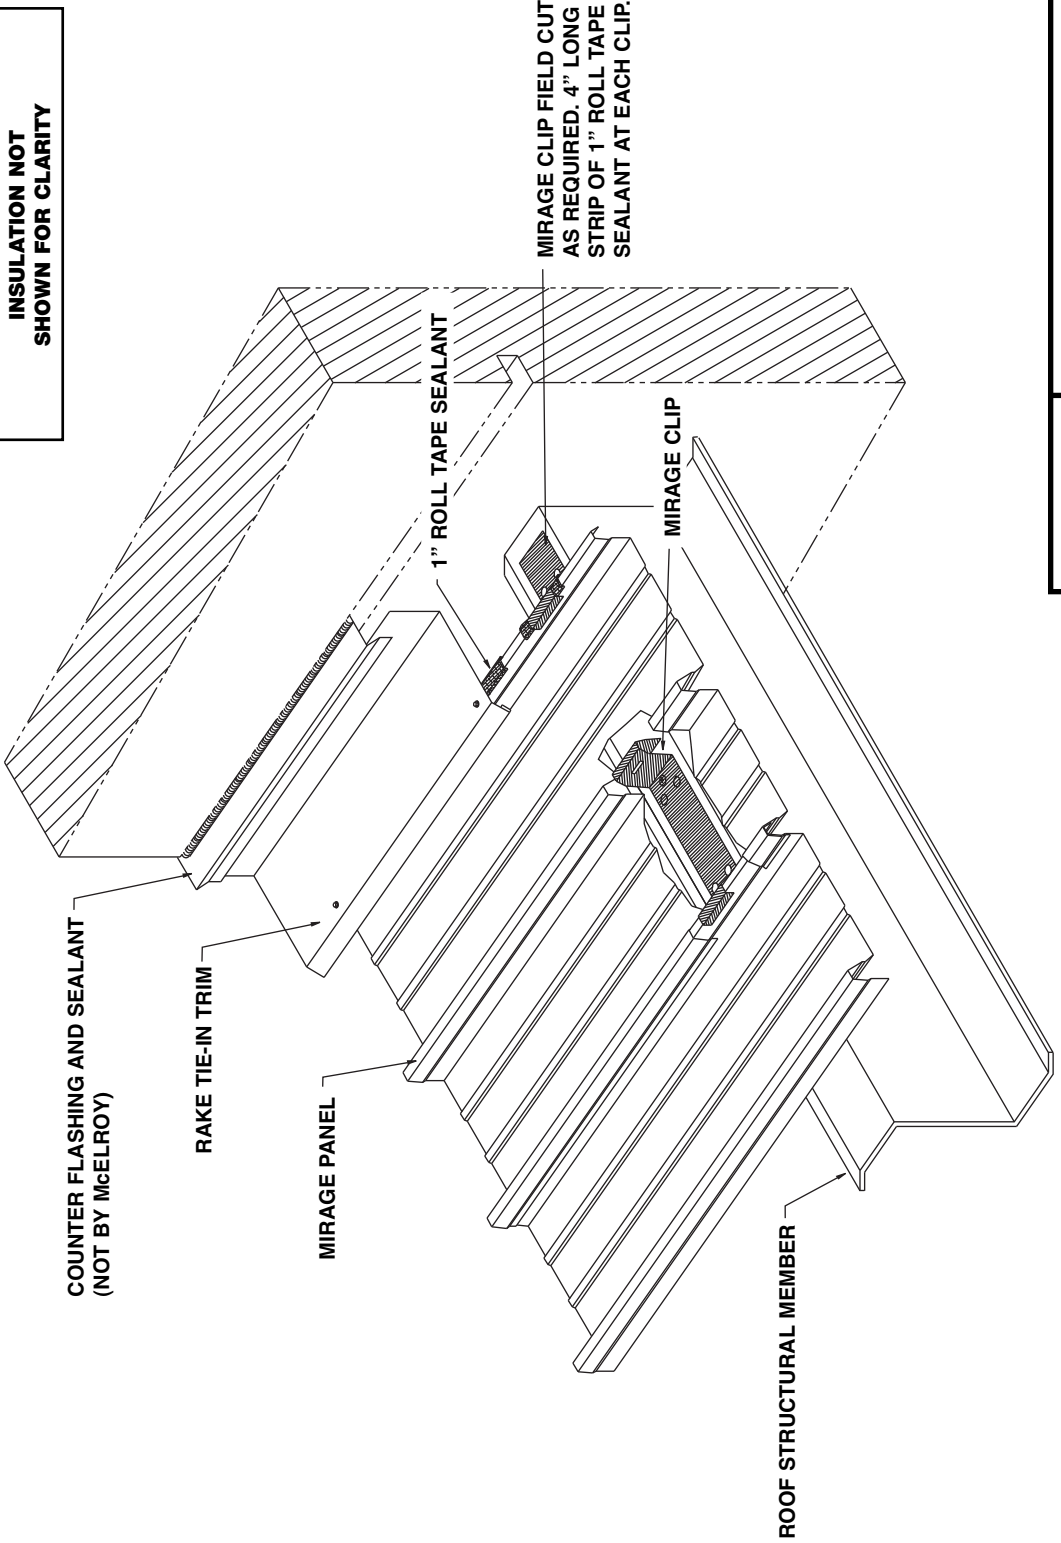 INSULATION NOT
SHOWN FOR CLARITY
MIRAGE CLIP FIELD CUT
AS REQUIRED. 4” LONG
STRIP OF 1” ROLL TAPE
SEALANT AT EACH CLIP.
1” ROLL TAPE SEALANT
MIRAGE CLIP
COUNTER FLASHING AND SEALANT
(NOT BY McELROY)
RAKE TIE-IN TRIM
MIRAGE PANEL
ROOF STRUCTURAL MEMBER